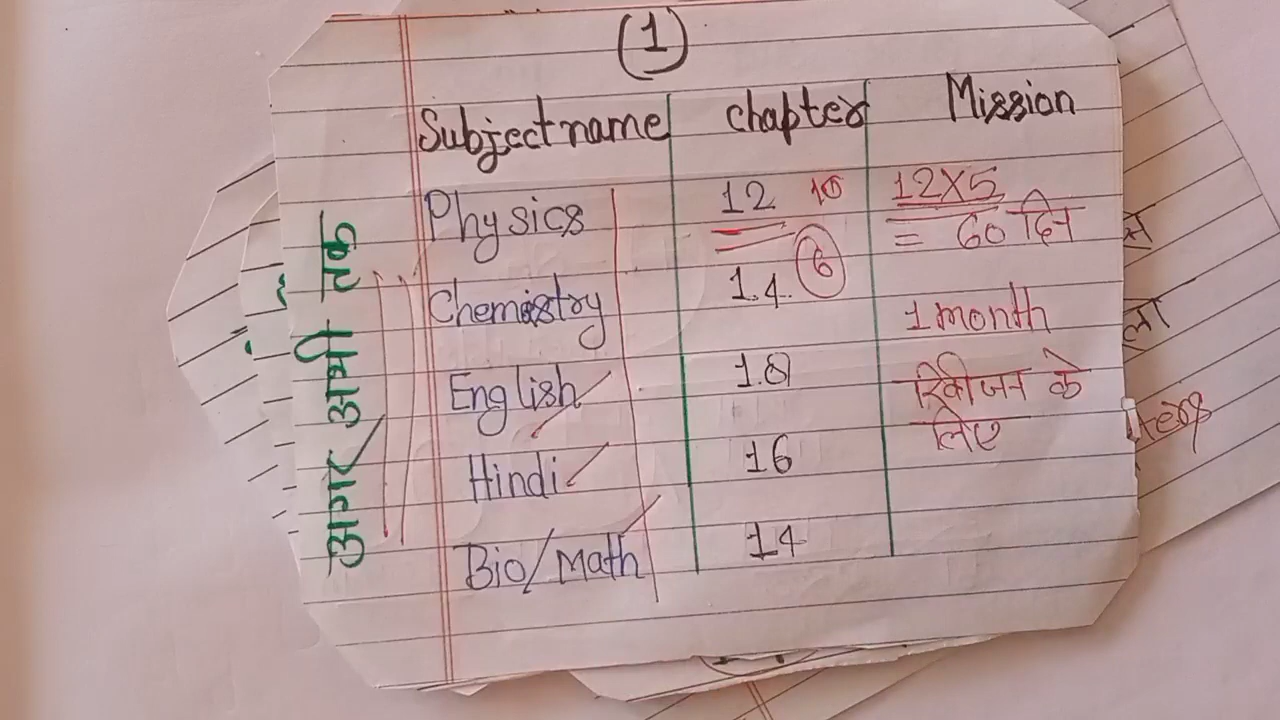 (1)
Subject name chapter Mission
Physics 12 10 12X5
= 60 दिन
Chemistry 14 6 1 month
English 18 रिवीजन के
लिए
Hindi 16
Bio/Math 14
अगर अभी तक
ला